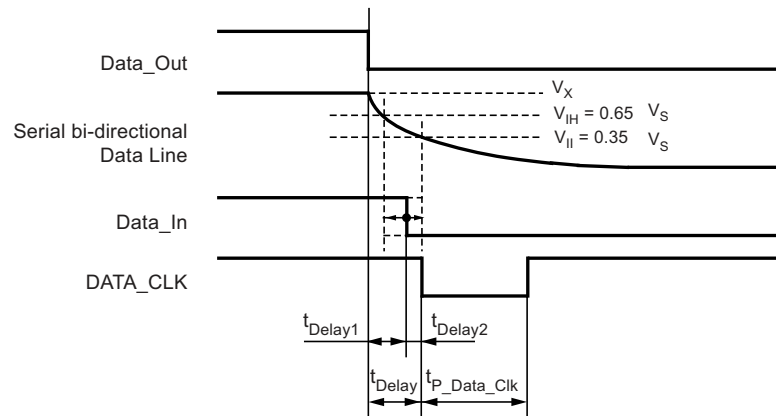 Data_Out
V_X
V_IH = 0.65 V_S
Serial bi-directional
Data Line
V_Il = 0.35 V_S
Data_In
DATA_CLK
t_Delay1
t_Delay2
t_Delay
t_P_Data_Clk